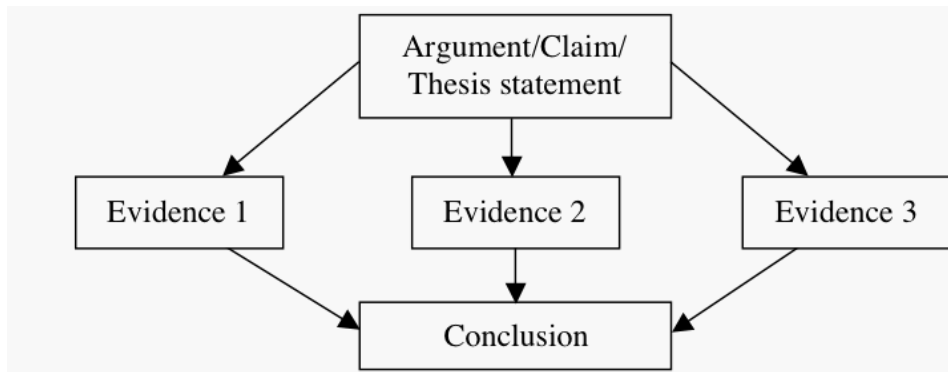 Argument/Claim/
Thesis statement
Evidence 1
Evidence 2
Evidence 3
Conclusion